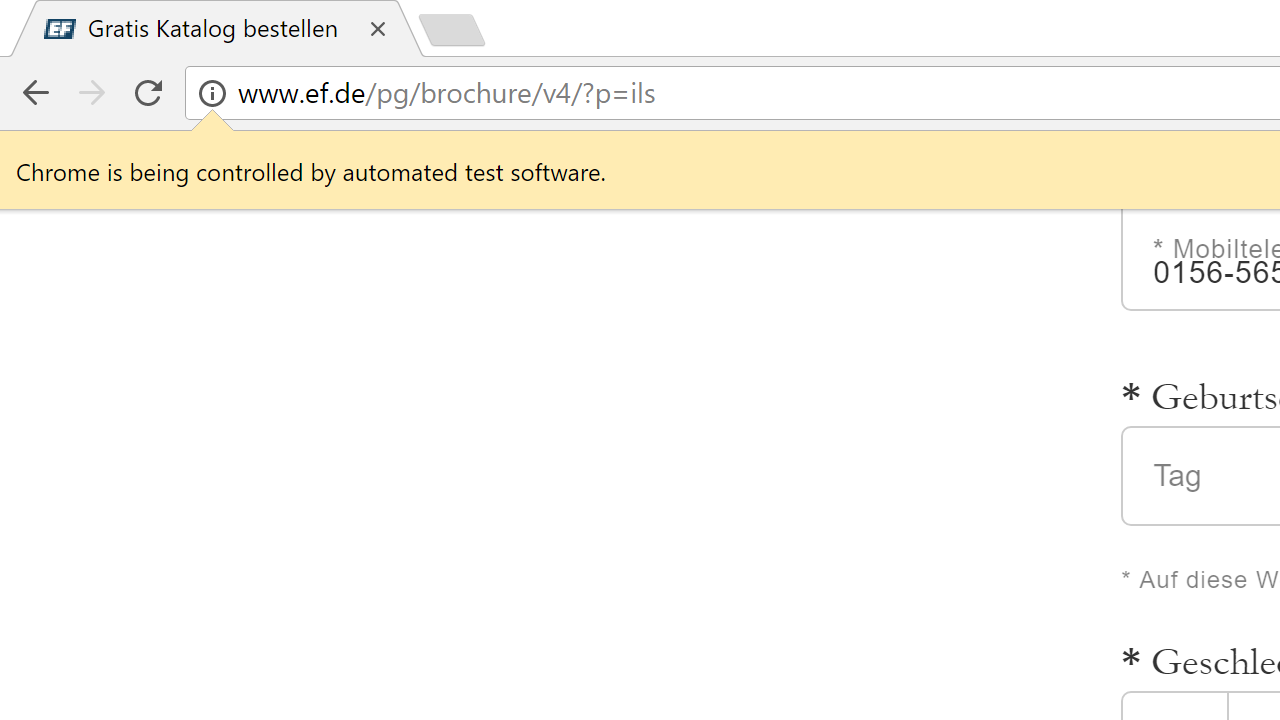 EF Gratis Katalog bestellen
www.ef.de/pg/brochure/v4/?p=ils
Chrome is being controlled by automated test software.
* Mobiltele
0156-565
* Geburts
Tag
* Auf diese W
* Geschle